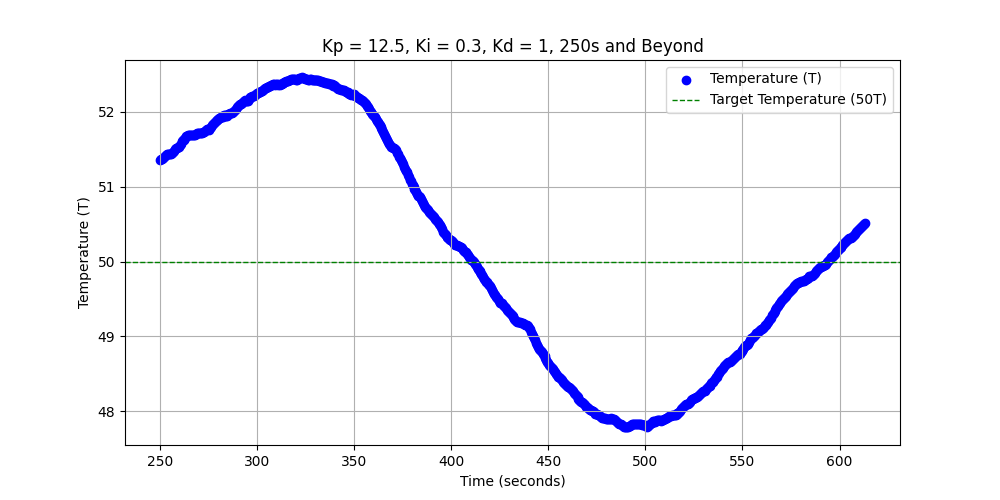 Kp = 12.5, Ki = 0.3, Kd = 1, 250s and Beyond
Temperature (T)
Target Temperature (50T)
52
51
50
49
48
Temperature (T)
250
300
350
400
450
500
550
600
Time (seconds)